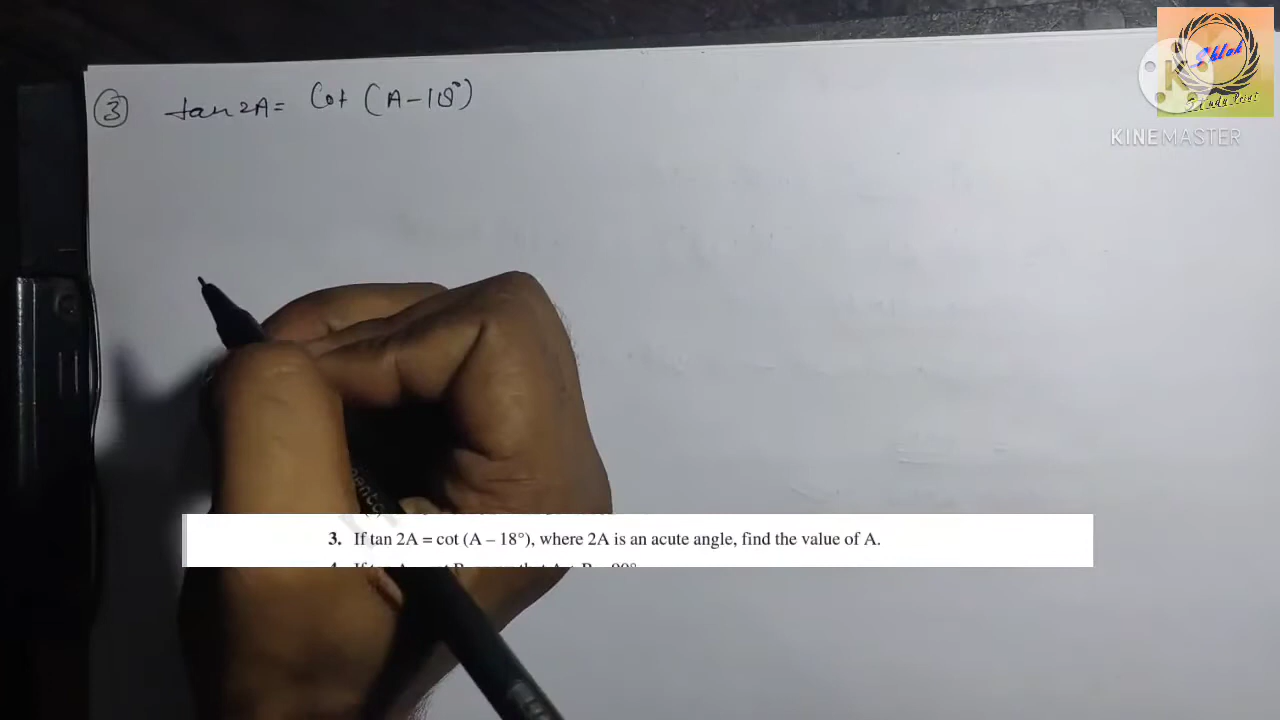 ③ tan 2A = Cot (A – 18°)
Shlok
K
KINEMASTER
3. If tan 2A = cot (A – 18°), where 2A is an acute angle, find the value of A.